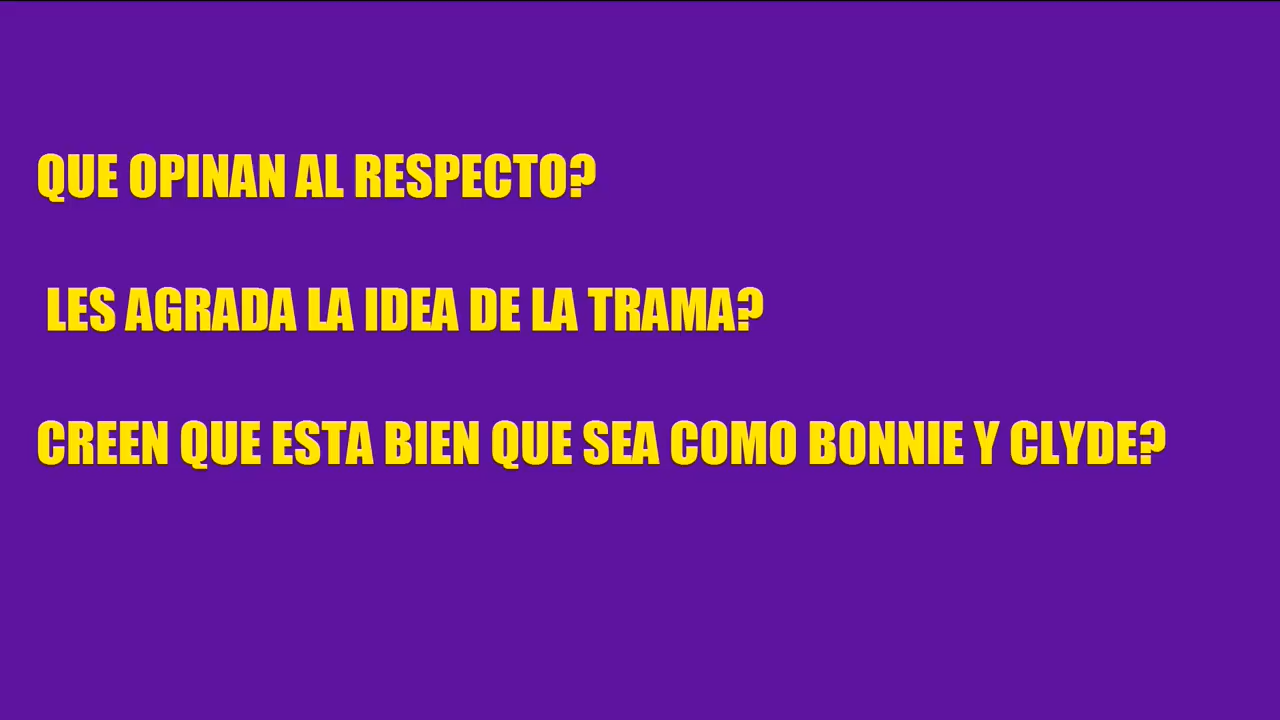 QUE OPINAN AL RESPECTO?
LES AGRADA LA IDEA DE LA TRAMA?
CREEN QUE ESTA BIEN QUE SEA COMO BONNIE Y CLYDE?